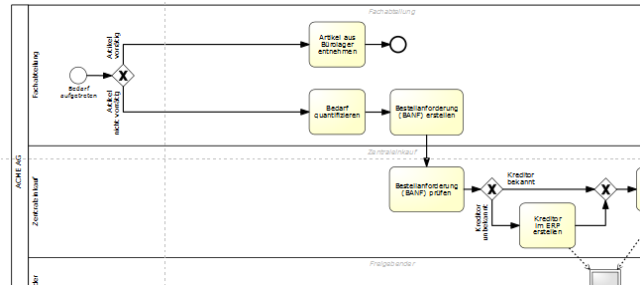 Fachabteilung
Artikel
vorrätig
Artikel aus
Bürolager
entnehmen
Fachabteilung
Bedarf
aufgetreten
Artikel
nicht vorrätig
Bedarf
quantifizieren
Bestellanforderung
(BANF) erstellen
ACME AG
Zentraleinkauf
Zentraleinkauf
Bestellanforderung
(BANF) prüfen
Kreditor
bekannt
Kreditor
unbekannt
Kreditor
im ERP
erstellen
Freigebender
der